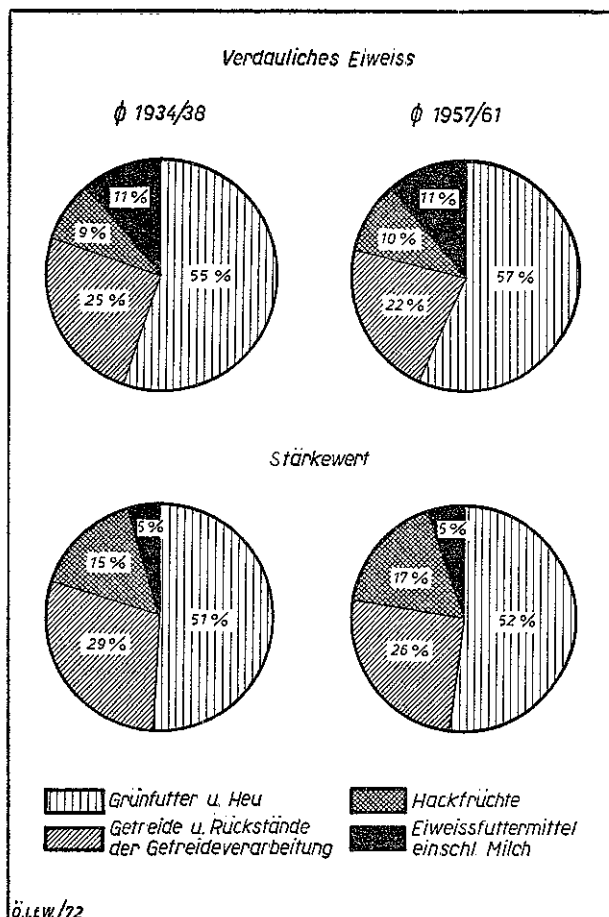 Verdauliches Eiweiss
ϕ 1934/38
ϕ 1957/61
11 %
9 %
25 %
55 %
11 %
10 %
22 %
57 %
Stärkewert
5 %
15 %
29 %
51 %
5 %
17 %
26 %
52 %
Grünfutter u. Heu
Hackfrüchte
Getreide u. Rückstände
der Getreideverarbeitung
Eiweissfuttermittel
einschl. Milch
Ö.I.f.W./72